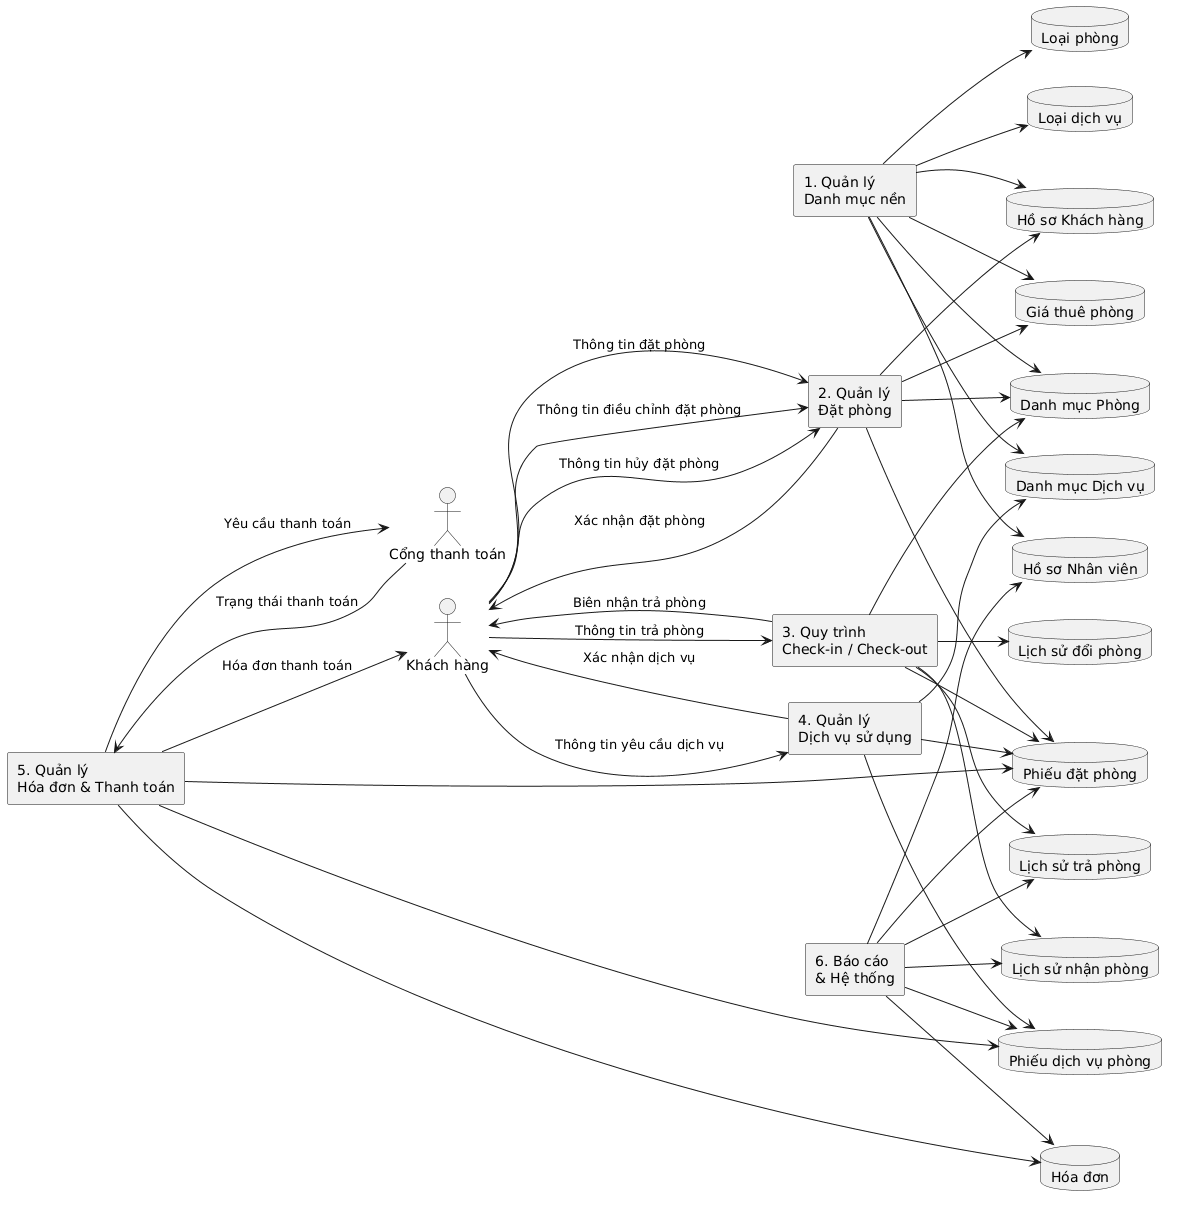 Loại phòng
Loại dịch vụ
1. Quản lý
Danh mục nền
Hồ sơ Khách hàng
Giá thuê phòng
Thông tin đặt phòng
2. Quản lý
Đặt phòng
Danh mục Phòng
Thông tin điều chỉnh đặt phòng
Thông tin hủy đặt phòng
Danh mục Dịch vụ
Yêu cầu thanh toán
Xác nhận đặt phòng
Cổng thanh toán
Hồ sơ Nhân viên
Trạng thái thanh toán
Biên nhận trả phòng
Thông tin trả phòng
3. Quy trình
Check-in / Check-out
Lịch sử đổi phòng
Hóa đơn thanh toán
Khách hàng
Xác nhận dịch vụ
4. Quản lý
Dịch vụ sử dụng
Thông tin yêu cầu dịch vụ
5. Quản lý
Hóa đơn & Thanh toán
Phiếu đặt phòng
Lịch sử trả phòng
6. Báo cáo
& Hệ thống
Lịch sử nhận phòng
Phiếu dịch vụ phòng
Hóa đơn